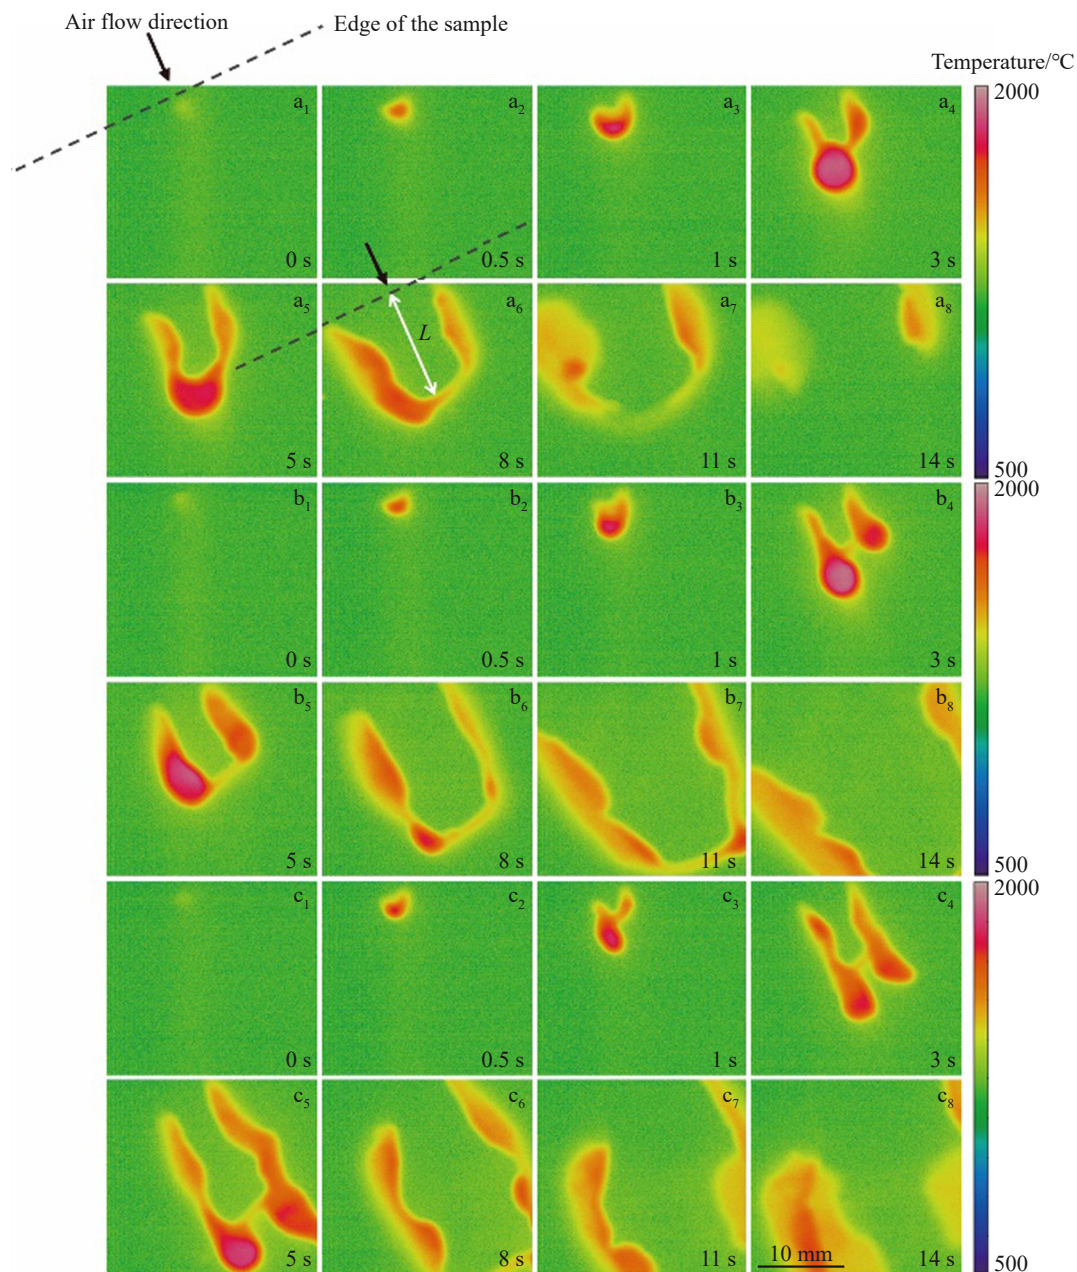 Air flow direction
Edge of the sample
Temperature/°C
a₁ a₂ a₃ a₄
2000
0 s 0.5 s 1 s 3 s
a₅ a₆ a₇ a₈
L
5 s 8 s 11 s 14 s
500
2000
b₁ b₂ b₃ b₄
0 s 0.5 s 1 s 3 s
b₅ b₆ b₇ b₈
5 s 8 s 11 s 14 s
500
2000
c₁ c₂ c₃ c₄
0 s 0.5 s 1 s 3 s
c₅ c₆ c₇ c₈
10 mm
5 s 8 s 11 s 14 s
500